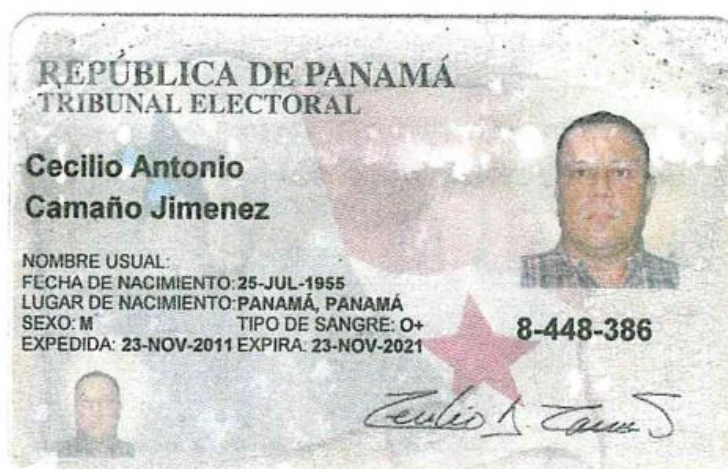 REPÚBLICA DE PANAMÁ
TRIBUNAL ELECTORAL
Cecilio Antonio
Camaño Jimenez
NOMBRE USUAL:
FECHA DE NACIMIENTO: 25-JUL-1955
LUGAR DE NACIMIENTO: PANAMÁ, PANAMÁ
SEXO: M TIPO DE SANGRE: O+
EXPEDIDA: 23-NOV-2011 EXPIRA: 23-NOV-2021
8-448-386